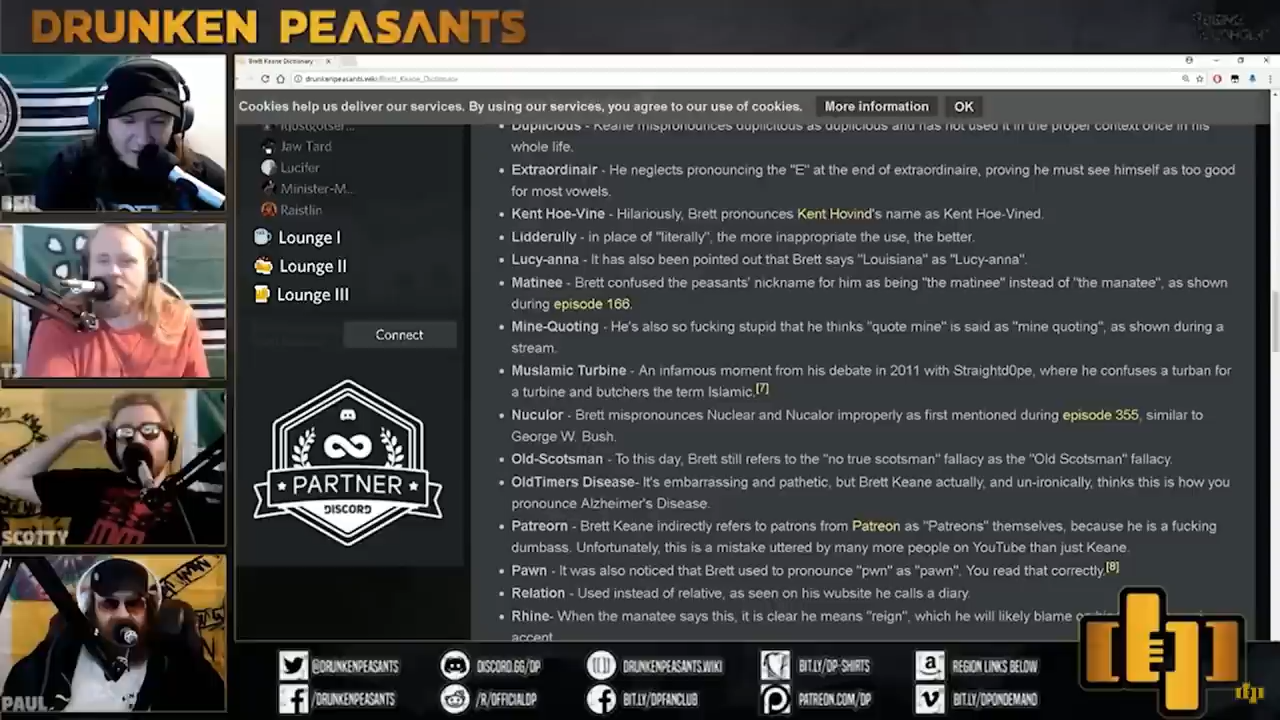 DRUNKEN PEASANTS
Brett Keane Dictionary
drunkenpeasants.wiki/Brett_Keane_Dictionary
Cookies help us deliver our services. By using our services, you agree to our use of cookies. More information OK
Jaw Tard
Lucifer
Minister-M...
Raistlin
Lounge I
Lounge II
Lounge III
Connect
PARTNER
DISCORD
Duplicious - Keane mispronounces duplicitous as duplicious and has not used it in the proper context once in his
whole life.
Extraordinair - He neglects pronouncing the "E" at the end of extraordinaire, proving he must see himself as too good
for most vowels.
Kent Hoe-Vine - Hilariously, Brett pronounces Kent Hovind's name as Kent Hoe-Vined.
Lidderully - in place of "literally", the more inappropriate the use, the better.
Lucy-anna - It has also been pointed out that Brett says "Louisiana" as "Lucy-anna".
Matinee - Brett confused the peasants' nickname for him as being "the matinee" instead of "the manatee", as shown
during episode 166.
Mine-Quoting - He's also so fucking stupid that he thinks "quote mine" is said as "mine quoting", as shown during a
stream.
Muslamic Turbine - An infamous moment from his debate in 2011 with Straightd0pe, where he confuses a turban for
a turbine and butchers the term Islamic.[7]
Nuculor - Brett mispronounces Nuclear and Nucalor improperly as first mentioned during episode 355, similar to
George W. Bush.
Old-Scotsman - To this day, Brett still refers to the "no true scotsman" fallacy as the "Old Scotsman" fallacy.
OldTimers Disease- It's embarrassing and pathetic, but Brett Keane actually, and un-ironically, thinks this is how you
pronounce Alzheimer's Disease.
Patreorn - Brett Keane indirectly refers to patrons from Patreon as "Patreons" themselves, because he is a fucking
dumbass. Unfortunately, this is a mistake uttered by many more people on YouTube than just Keane.
Pawn - It was also noticed that Brett used to pronounce "pwn" as "pawn". You read that correctly.[8]
Relation - Used instead of relative, as seen on his wubsite he calls a diary.
Rhine- When the manatee says this, it is clear he means "reign", which he will likely blame on
accent
SCOTTY
PAUL
@DRUNKENPEASANTS
DISCORD.GG/DP
DRUNKENPEASANTS.WIKI
BIT.LY/DP-SHIRTS
REGION LINKS BELOW
/DRUNKENPEASANTS
/R/OFFICIALDP
BIT.LY/DPFANCLUB
PATREON.COM/DP
BIT.LY/DPONDEMAND